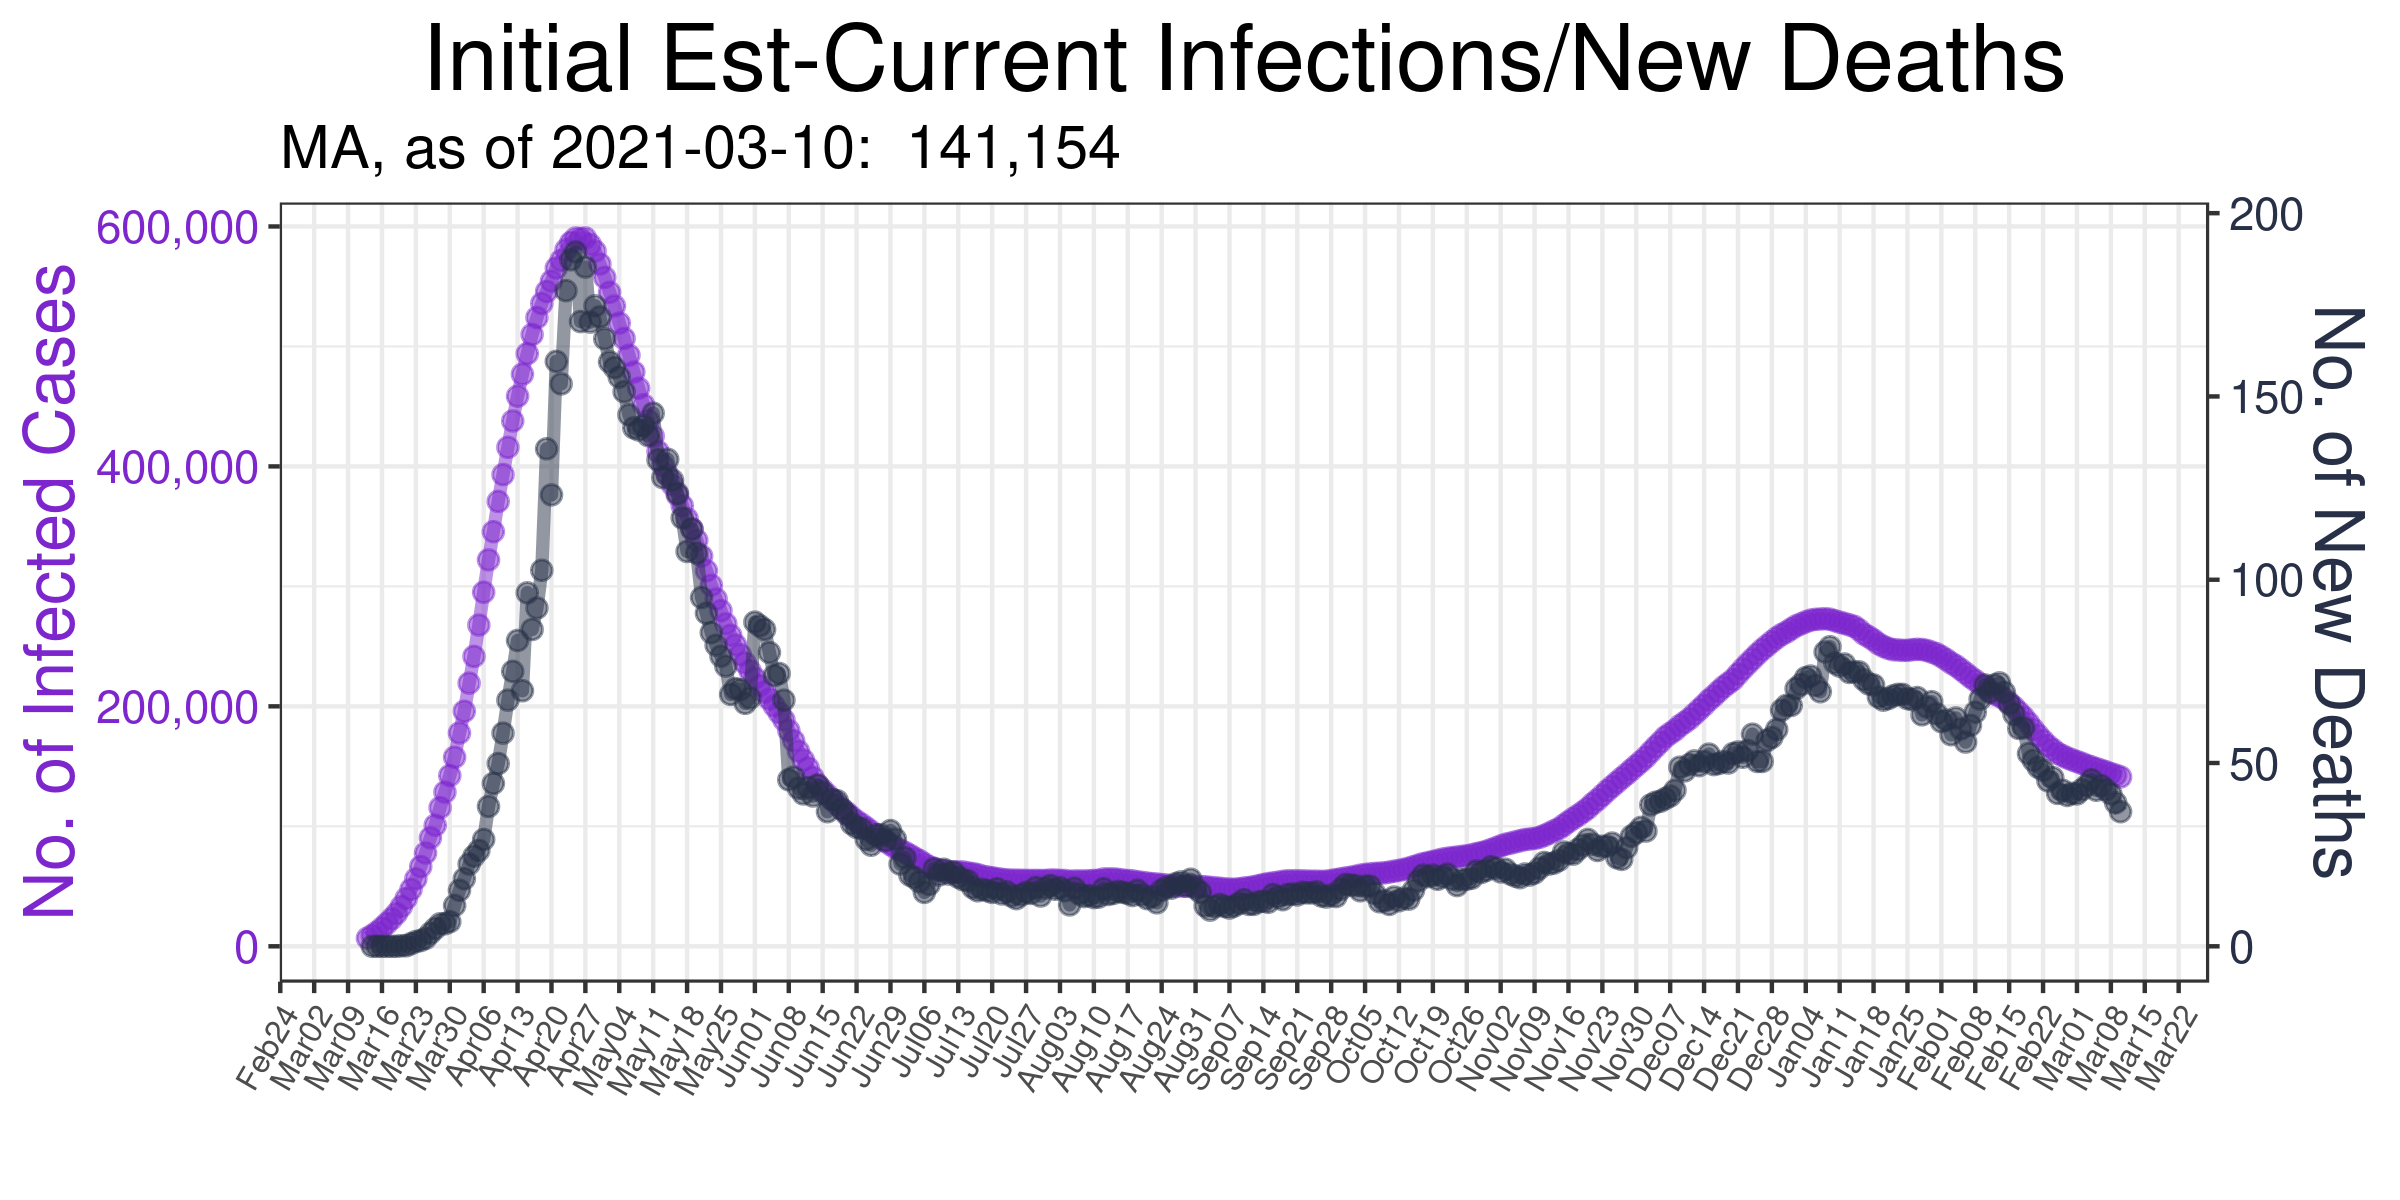 Initial Est-Current Infections/New Deaths
MA, as of 2021-03-10:  141,154
No. of Infected Cases
600,000
400,000
200,000
0
200
150
100
50
0
No. of New Deaths
Feb24
Mar02
Mar09
Mar16
Mar23
Mar30
Apr06
Apr13
Apr20
Apr27
May04
May11
May18
May25
Jun01
Jun08
Jun15
Jun22
Jun29
Jul06
Jul13
Jul20
Jul27
Aug03
Aug10
Aug17
Aug24
Aug31
Sep07
Sep14
Sep21
Sep28
Oct05
Oct12
Oct19
Oct26
Nov02
Nov09
Nov16
Nov23
Nov30
Dec07
Dec14
Dec21
Dec28
Jan04
Jan11
Jan18
Jan25
Feb01
Feb08
Feb15
Feb22
Mar01
Mar08
Mar15
Mar22